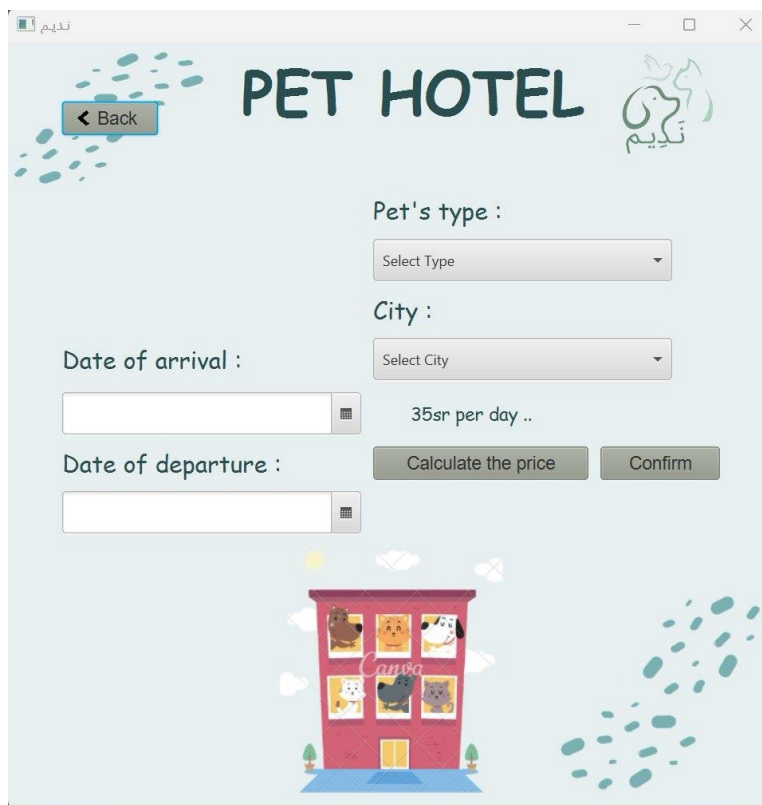 نديم
PET HOTEL
Back
نَدِيم
Pet's type :
Select Type
City :
Date of arrival :
Select City
35sr per day ..
Date of departure :
Calculate the price
Confirm
Canva